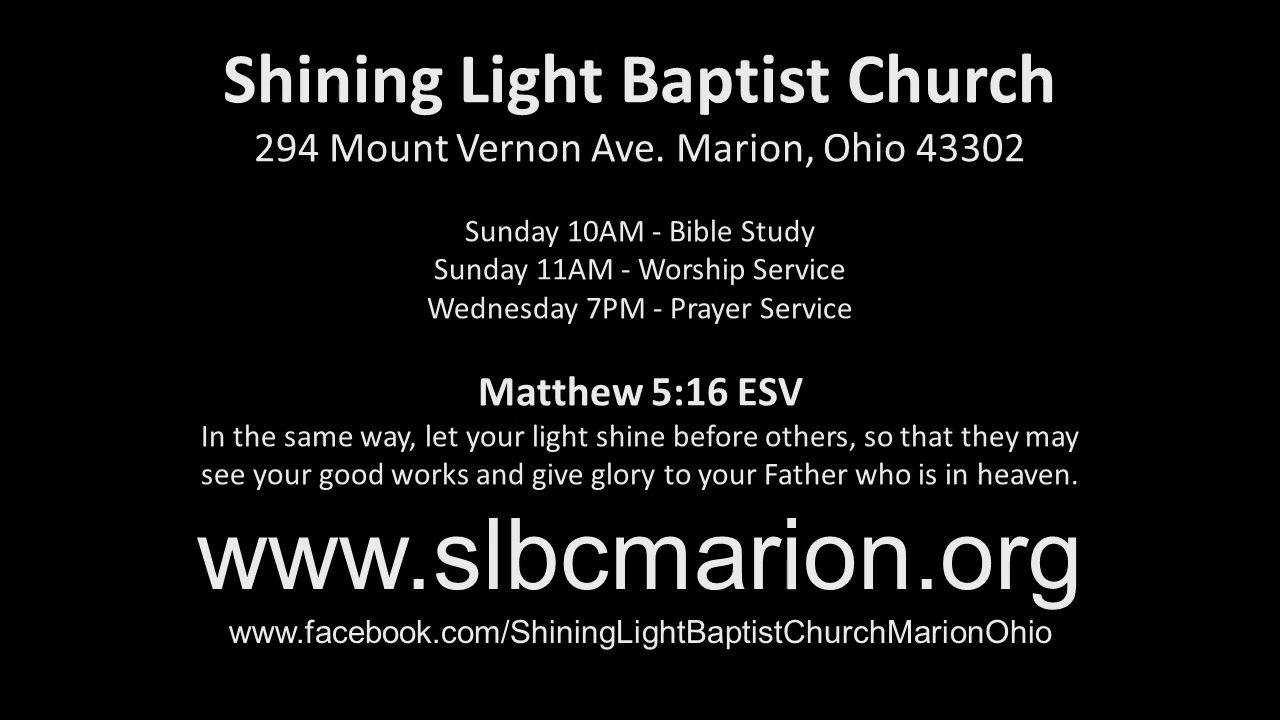 Shining Light Baptist Church
294 Mount Vernon Ave. Marion, Ohio 43302
Sunday 10AM - Bible Study
Sunday 11AM - Worship Service
Wednesday 7PM - Prayer Service
Matthew 5:16 ESV
In the same way, let your light shine before others, so that they may
see your good works and give glory to your Father who is in heaven.
www.slbcmarion.org
www.facebook.com/ShiningLightBaptistChurchMarionOhio